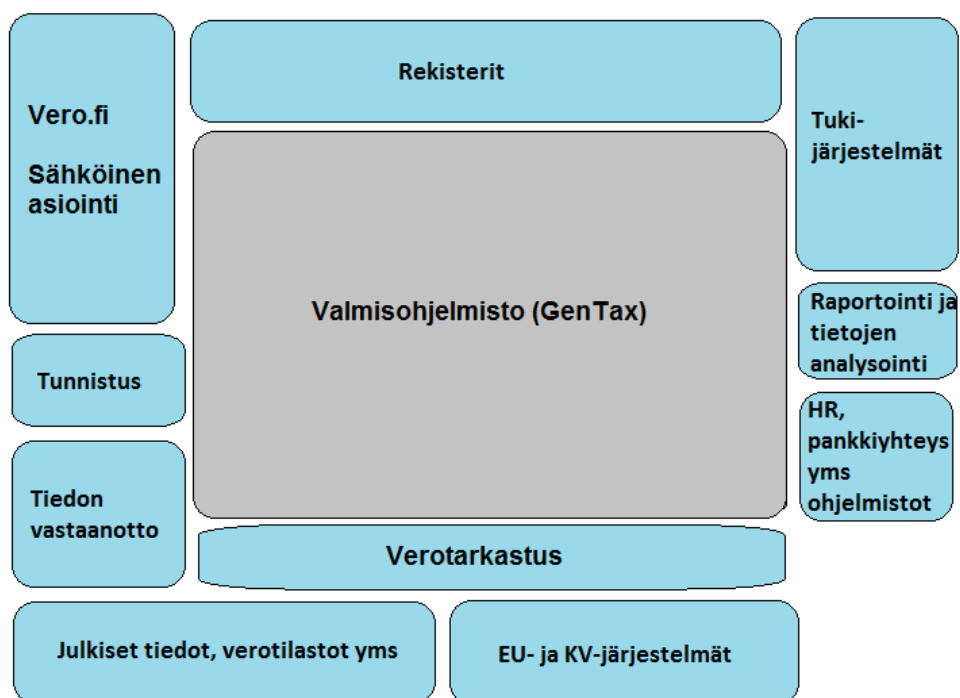 Vero.fi
Sähköinen
asiointi
Rekisterit
Tuki-
järjestelmät
Valmisohjelmisto (GenTax)
Raportointi ja
tietojen
analysointi
Tunnistus
HR,
pankkiyhteys
yms
ohjelmistot
Tiedon
vastaanotto
Verotarkastus
Julkiset tiedot, verotilastot yms
EU- ja KV-järjestelmät